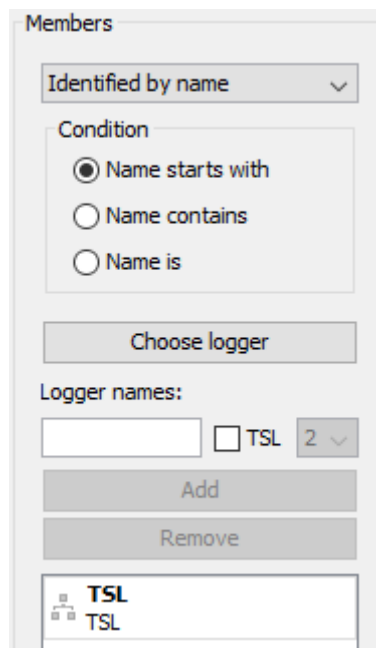 Members
Identified by name
Condition
Name starts with
Name contains
Name is
Choose logger
Logger names:
TSL 2
Add
Remove
TSL
TSL